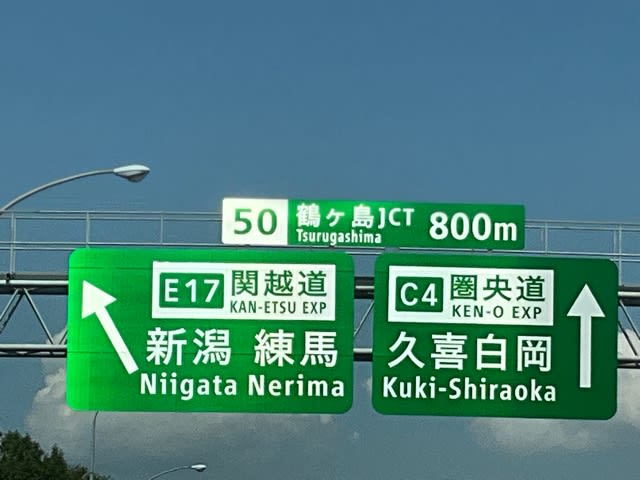 50 鶴ヶ島JCT 800m
Tsurugashima
E17 関越道
KAN-ETSU EXP
新潟 練馬
Niigata Nerima
C4 圏央道
KEN-O EXP
久喜白岡
Kuki-Shiraoka